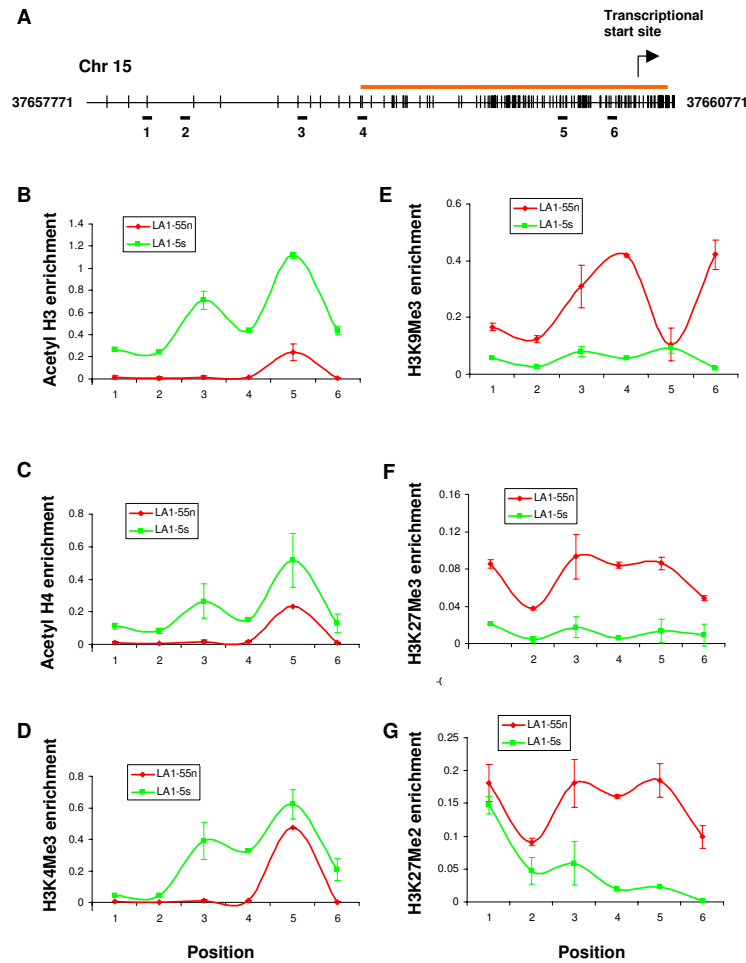 A
Transcriptional
start site
Chr 15
37657771
37660771
1 2 3 4 5 6
B
Acetyl H3 enrichment
LA1-55n
LA1-5s
1.4
1.2
1
0.8
0.6
0.4
0.2
0
1 2 3 4 5 6
E
H3K9Me3 enrichment
LA1-55n
LA1-5s
0.6
0.4
0.2
0
1 2 3 4 5 6
C
Acetyl H4 enrichment
LA1-55n
LA1-5s
0.8
0.6
0.4
0.2
0
1 2 3 4 5 6
F
H3K27Me3 enrichment
LA1-55n
LA1-5s
0.16
0.12
0.08
0.04
0
2 3 4 5 6
D
H3K4Me3 enrichment
LA1-55n
LA1-5s
0.8
0.6
0.4
0.2
0
1 2 3 4 5 6
Position
G
H3K27Me2 enrichment
LA1-55n
LA1-5s
0.25
0.2
0.15
0.1
0.05
0
1 2 3 4 5 6
Position